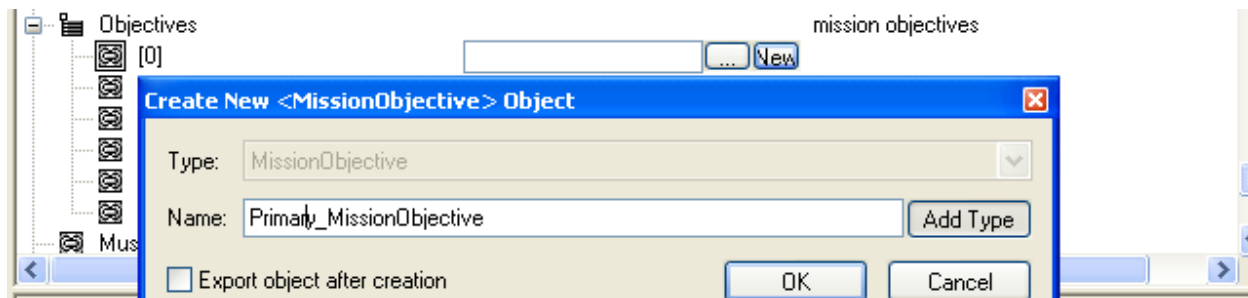 Objectives mission objectives
[0] ... New
Create New <MissionObjective> Object
Type: MissionObjective
Name: Primary_MissionObjective Add Type
Mus
Export object after creation OK Cancel